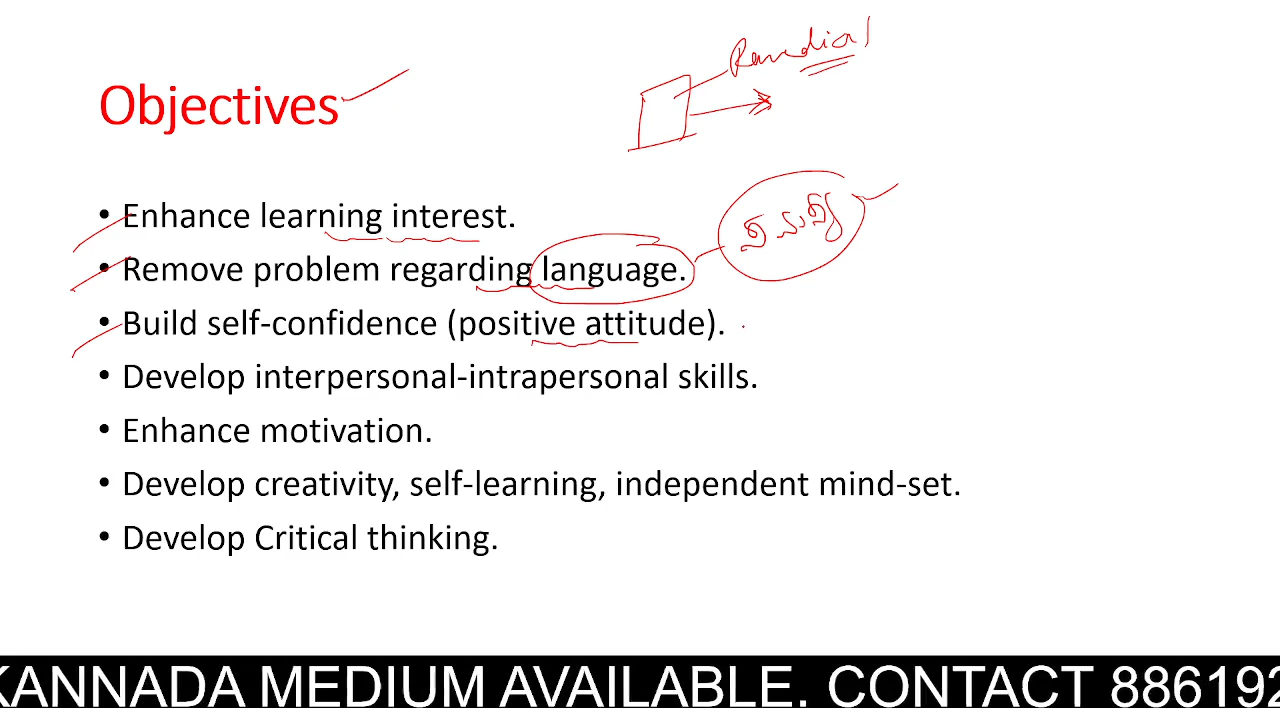 Remedial
Objectives
• Enhance learning interest.
• Remove problem regarding language.
• Build self-confidence (positive attitude).
• Develop interpersonal-intrapersonal skills.
• Enhance motivation.
• Develop creativity, self-learning, independent mind-set.
• Develop Critical thinking.
KANNADA MEDIUM AVAILABLE. CONTACT 886192